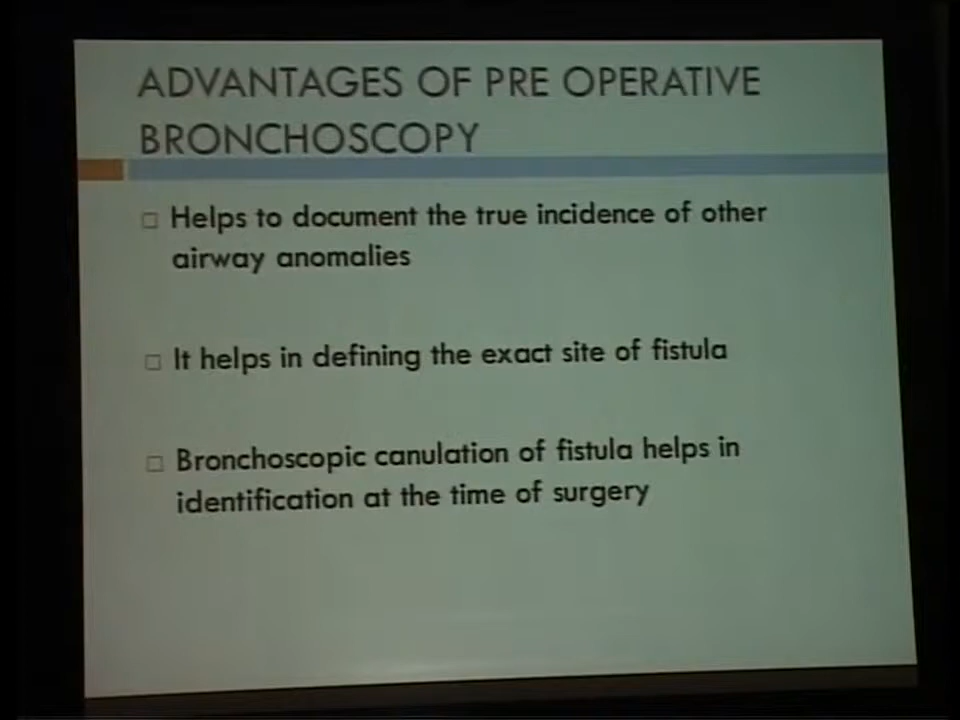 ADVANTAGES OF PRE OPERATIVE
BRONCHOSCOPY
Helps to document the true incidence of other
airway anomalies
It helps in defining the exact site of fistula
Bronchoscopic canulation of fistula helps in
identification at the time of surgery